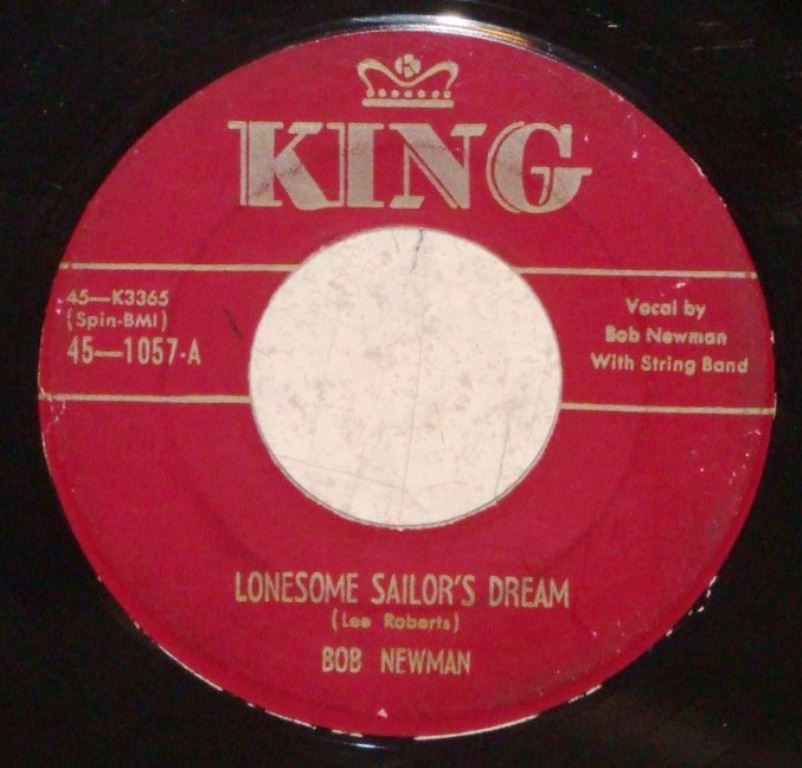 K
KING
45—K3365
(Spin-BMI)
45—1057-A
Vocal by
Bob Newman
With String Band
LONESOME SAILOR'S DREAM
(Lee Roberts)
BOB NEWMAN